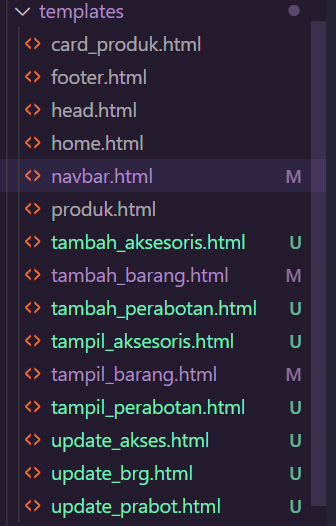 templates
card_produk.html
footer.html
head.html
home.html
navbar.html M
produk.html
tambah_aksesoris.html U
tambah_barang.html M
tambah_perabotan.html U
tampil_aksesoris.html U
tampil_barang.html M
tampil_perabotan.html U
update_akses.html U
update_brg.html U
update_prabot.html U